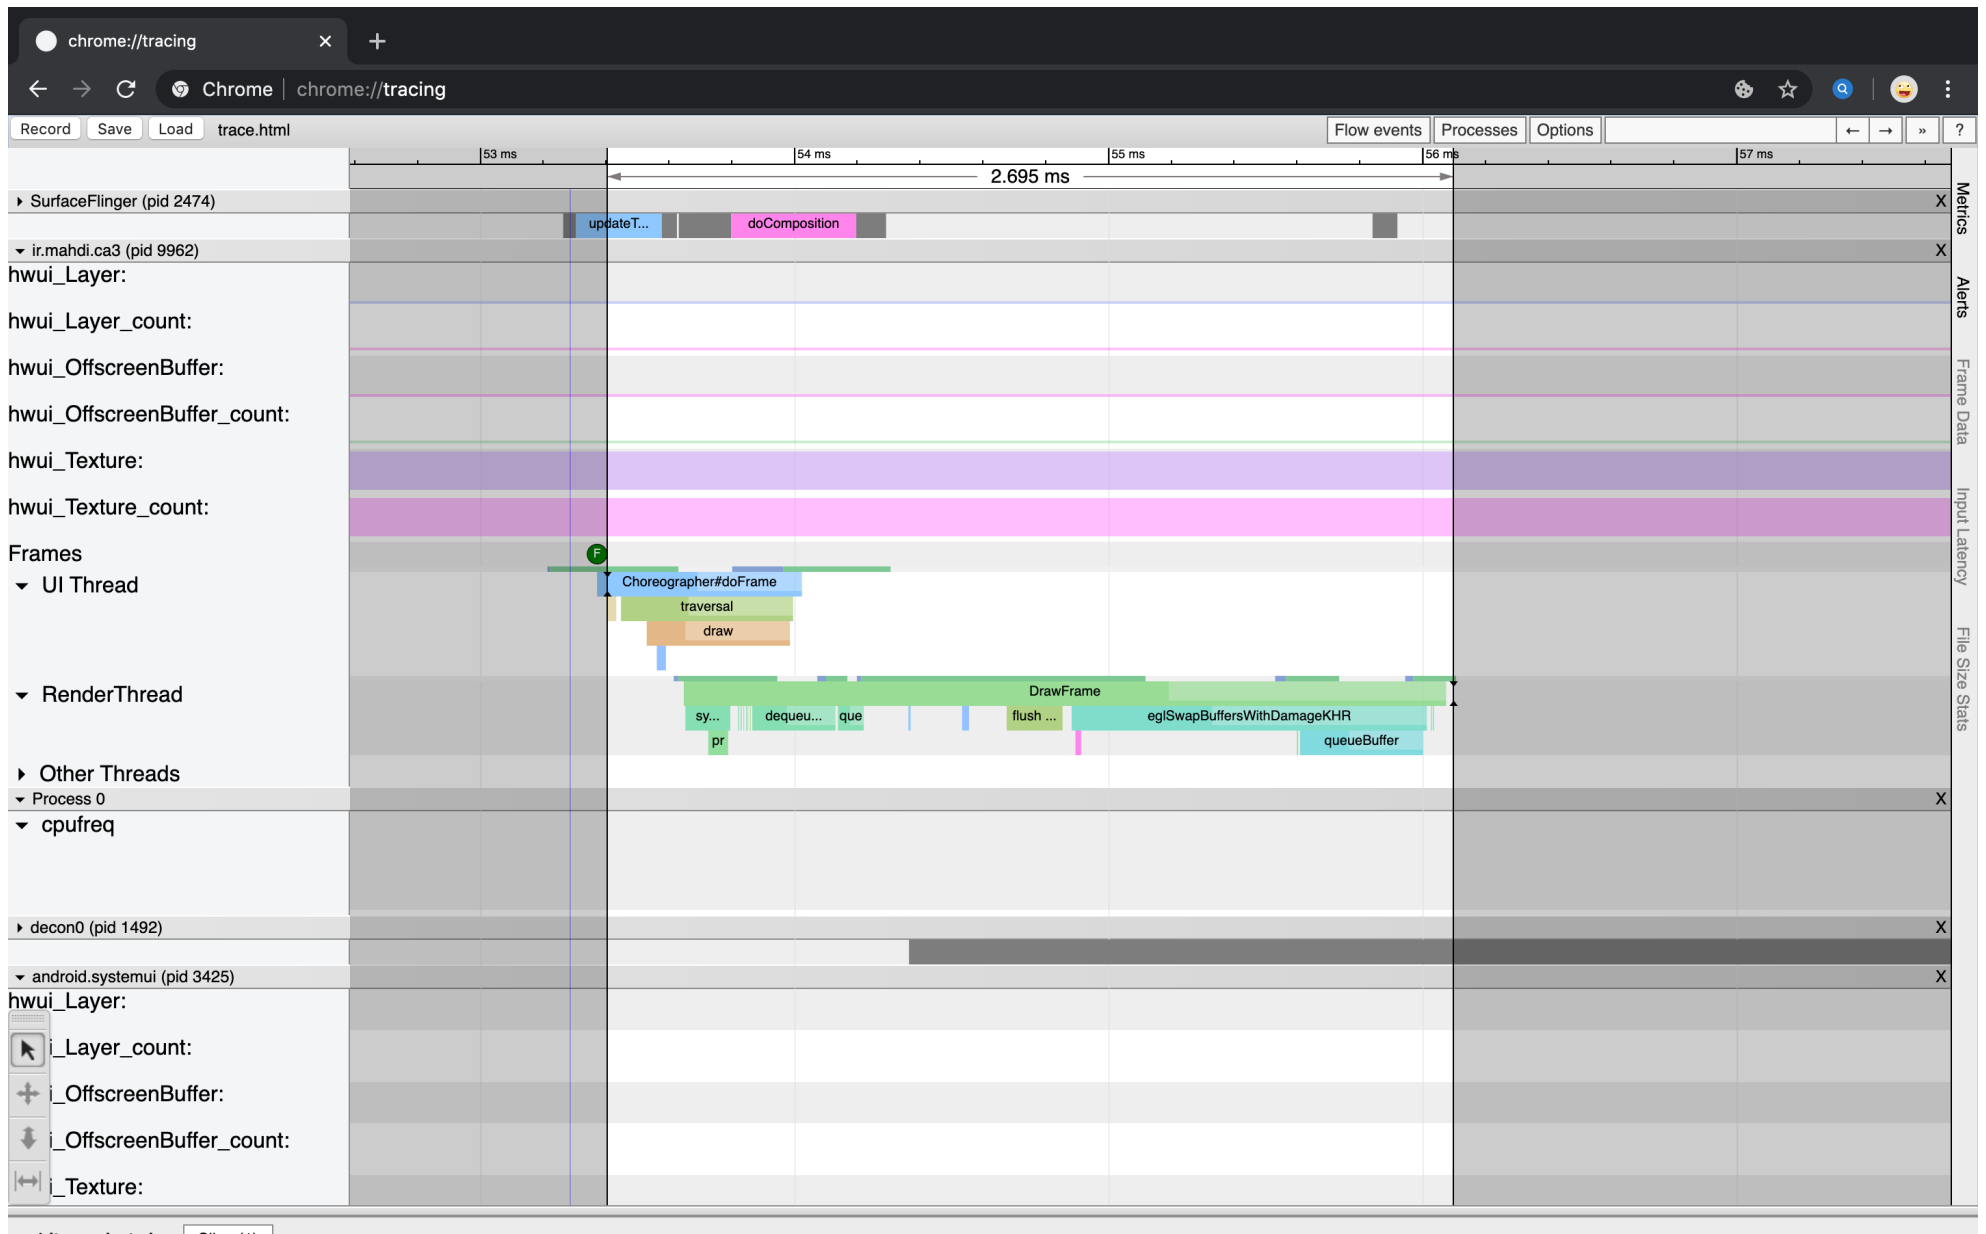 chrome://tracing
Chrome chrome://tracing
Record Save Load trace.html Flow events Processes Options ← → » ?
53 ms 54 ms 55 ms 56 ms 57 ms
2.695 ms
SurfaceFlinger (pid 2474) X
updateT... doComposition
ir.mahdi.ca3 (pid 9962) X
hwui_Layer:
hwui_Layer_count:
hwui_OffscreenBuffer:
hwui_OffscreenBuffer_count:
hwui_Texture:
hwui_Texture_count:
Frames F
UI Thread Choreographer#doFrame
traversal
draw
RenderThread DrawFrame
sy... dequeu... que flush ... eglSwapBuffersWithDamageKHR
pr queueBuffer
Other Threads
Process 0 X
cpufreq
decon0 (pid 1492) X
android.systemui (pid 3425) X
hwui_Layer:
i_Layer_count:
i_OffscreenBuffer:
i_OffscreenBuffer_count:
i_Texture:
Metrics
Alerts
Frame Data
Input Latency
File Size Stats